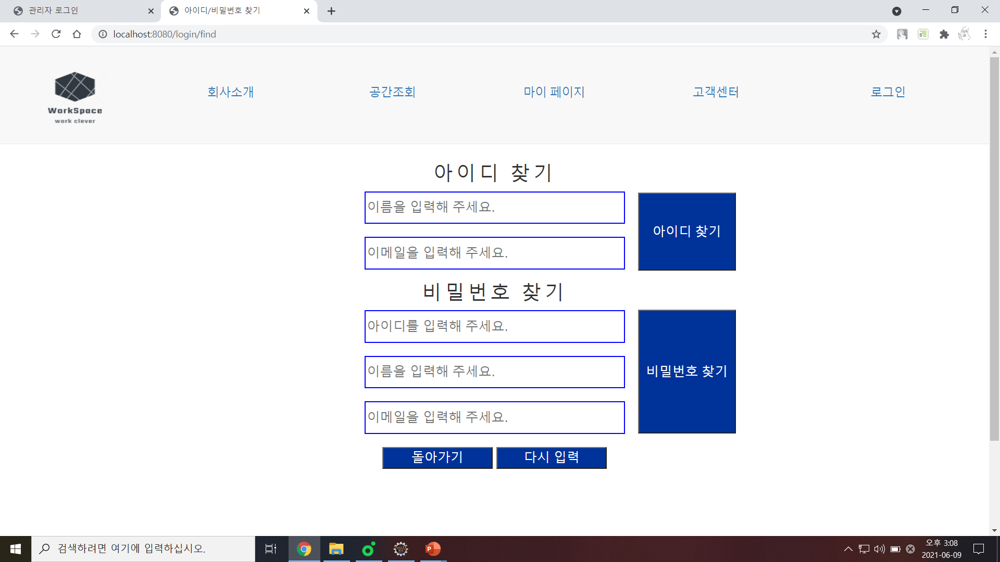 관리자 로그인
아이디/비밀번호 찾기
localhost:8080/login/find
WorkSpace
work clever
회사소개
공간조회
마이 페이지
고객센터
로그인
아이디 찾기
이름을 입력해 주세요.
이메일을 입력해 주세요.
아이디 찾기
비밀번호 찾기
아이디를 입력해 주세요.
이름을 입력해 주세요.
이메일을 입력해 주세요.
비밀번호 찾기
돌아가기
다시 입력
검색하려면 여기에 입력하십시오.
오후 3:08
2021-06-09